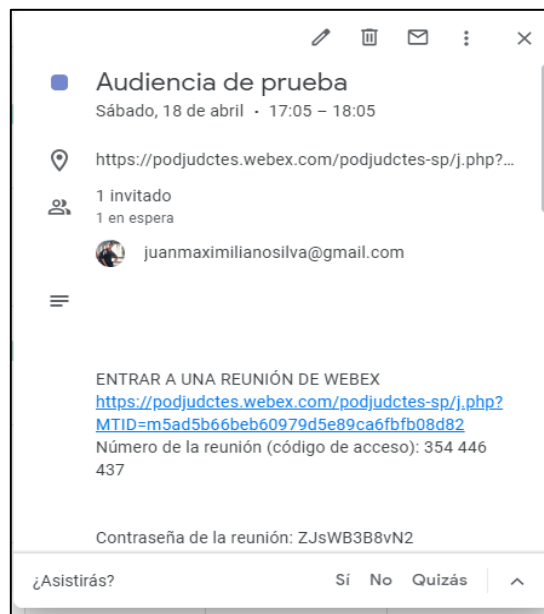 Audiencia de prueba
Sábado, 18 de abril • 17:05 – 18:05
https://podjudctes.webex.com/podjudctes-sp/j.php?...
1 invitado
1 en espera
juanmaximilianosilva@gmail.com
ENTRAR A UNA REUNIÓN DE WEBEX
https://podjudctes.webex.com/podjudctes-sp/j.php?
MTID=m5ad5b66beb60979d5e89ca6fbfb08d82
Número de la reunión (código de acceso): 354 446
437
Contraseña de la reunión: ZJsWB3B8vN2
¿Asistirás? Sí No Quizás